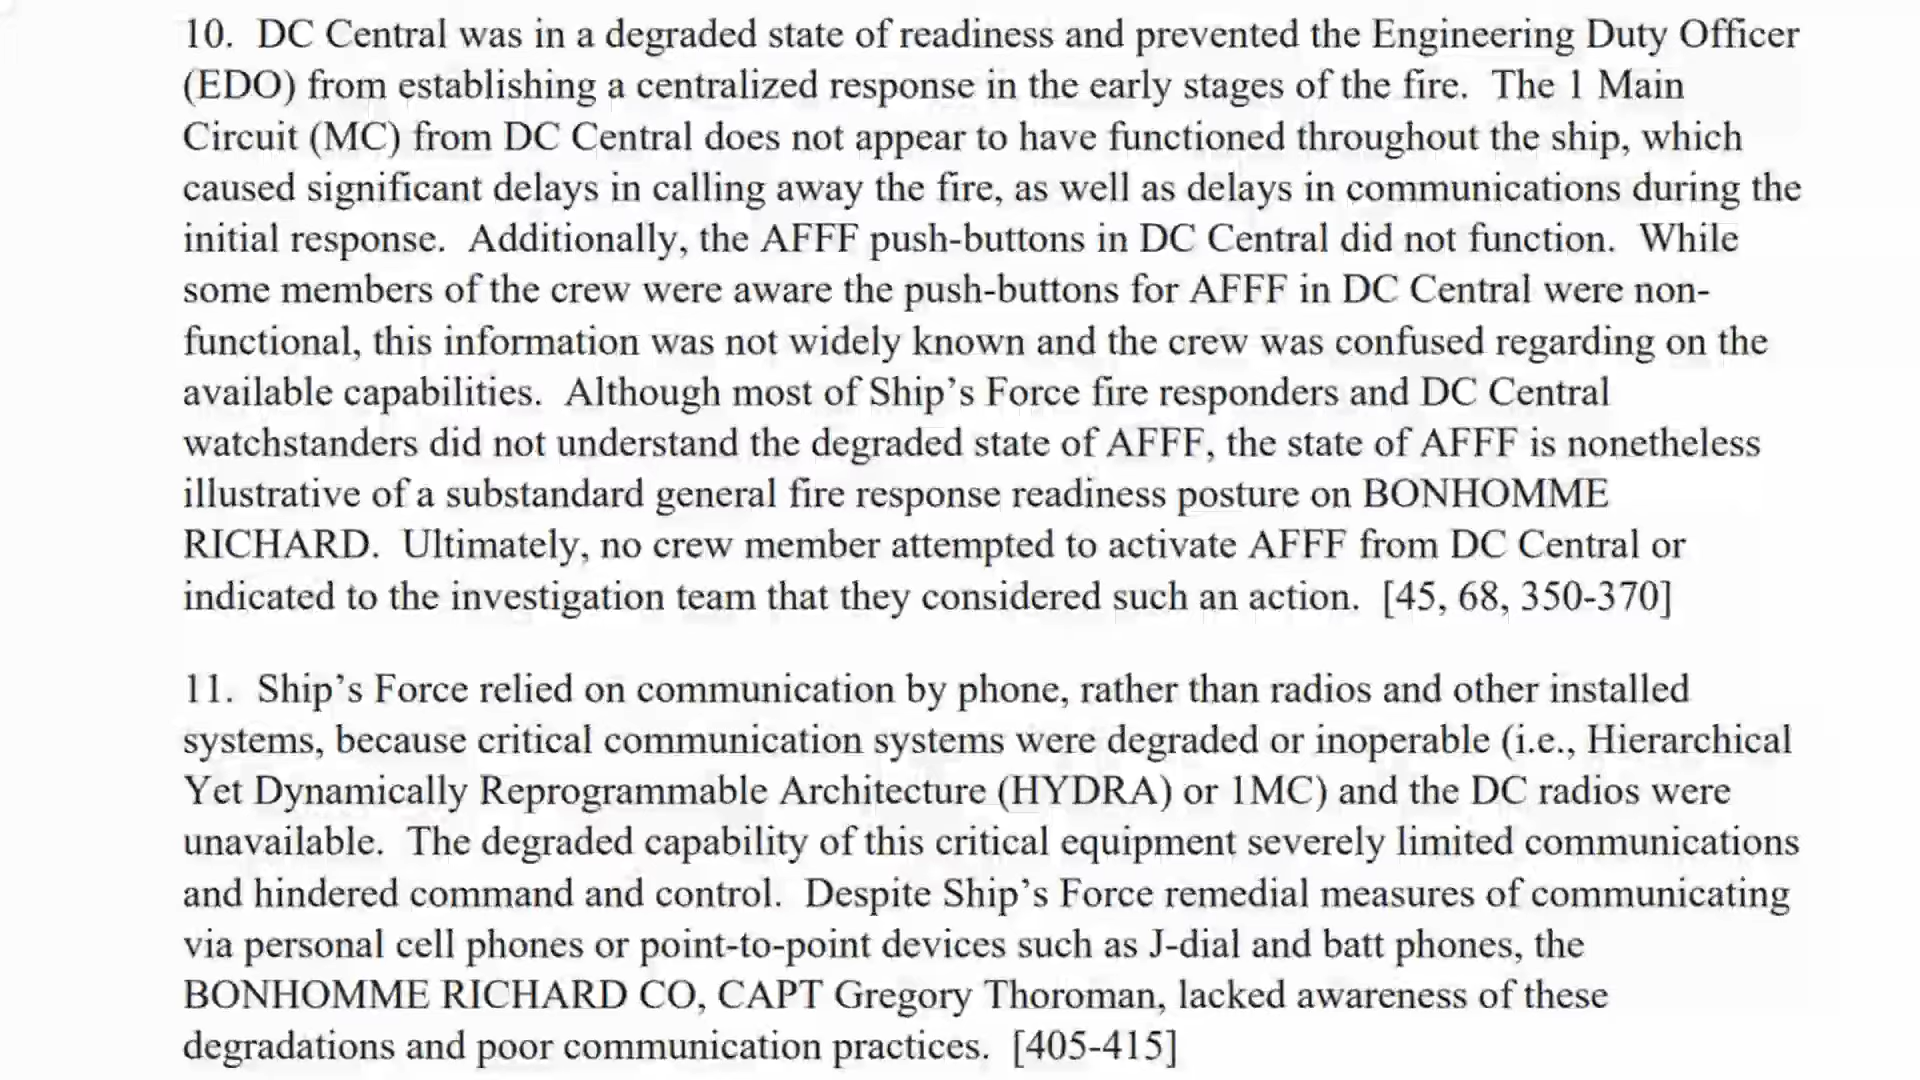 10.  DC Central was in a degraded state of readiness and prevented the Engineering Duty Officer
(EDO) from establishing a centralized response in the early stages of the fire.  The 1 Main
Circuit (MC) from DC Central does not appear to have functioned throughout the ship, which
caused significant delays in calling away the fire, as well as delays in communications during the
initial response.  Additionally, the AFFF push-buttons in DC Central did not function.  While
some members of the crew were aware the push-buttons for AFFF in DC Central were non-
functional, this information was not widely known and the crew was confused regarding on the
available capabilities.  Although most of Ship's Force fire responders and DC Central
watchstanders did not understand the degraded state of AFFF, the state of AFFF is nonetheless
illustrative of a substandard general fire response readiness posture on BONHOMME
RICHARD.  Ultimately, no crew member attempted to activate AFFF from DC Central or
indicated to the investigation team that they considered such an action.  [45, 68, 350-370]
11.  Ship's Force relied on communication by phone, rather than radios and other installed
systems, because critical communication systems were degraded or inoperable (i.e., Hierarchical
Yet Dynamically Reprogrammable Architecture (HYDRA) or 1MC) and the DC radios were
unavailable.  The degraded capability of this critical equipment severely limited communications
and hindered command and control.  Despite Ship's Force remedial measures of communicating
via personal cell phones or point-to-point devices such as J-dial and batt phones, the
BONHOMME RICHARD CO, CAPT Gregory Thoroman, lacked awareness of these
degradations and poor communication practices.  [405-415]